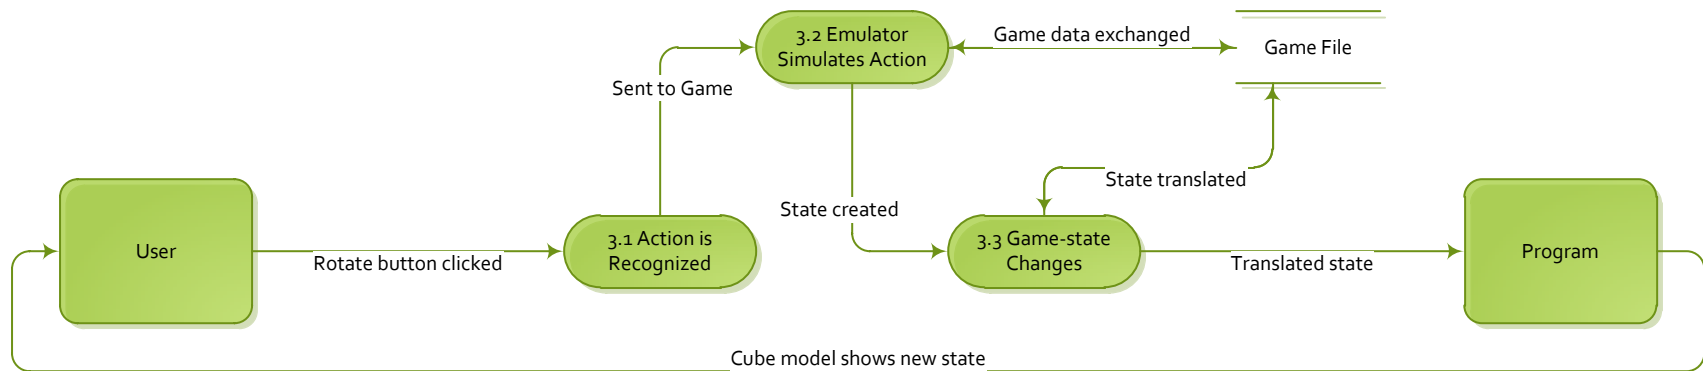 3.2 Emulator
Simulates Action
Game data exchanged
Game File
Sent to Game
State translated
State created
User
Rotate button clicked
3.1 Action is
Recognized
3.3 Game-state
Changes
Translated state
Program
Cube model shows new state